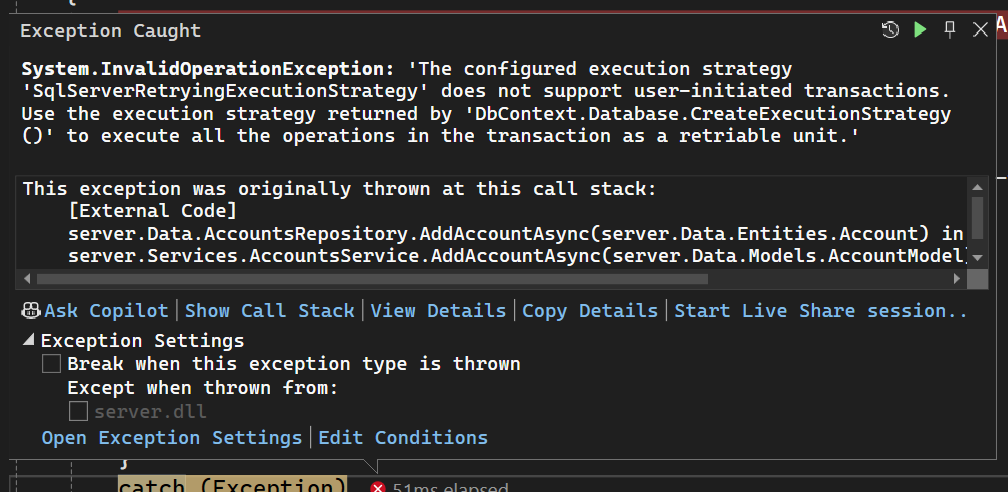 {
Exception Caught
A
System.InvalidOperationException: 'The configured execution strategy
'SqlServerRetryingExecutionStrategy' does not support user-initiated transactions.
Use the execution strategy returned by 'DbContext.Database.CreateExecutionStrategy
()' to execute all the operations in the transaction as a retriable unit.'
This exception was originally thrown at this call stack:
[External Code]
server.Data.AccountsRepository.AddAccountAsync(server.Data.Entities.Account) in
server.Services.AccountsService.AddAccountAsync(server.Data.Models.AccountModel)
Ask Copilot | Show Call Stack | View Details | Copy Details | Start Live Share session..
Exception Settings
Break when this exception type is thrown
Except when thrown from:
server.dll
Open Exception Settings | Edit Conditions
}
catch (Exception)
51ms elapsed